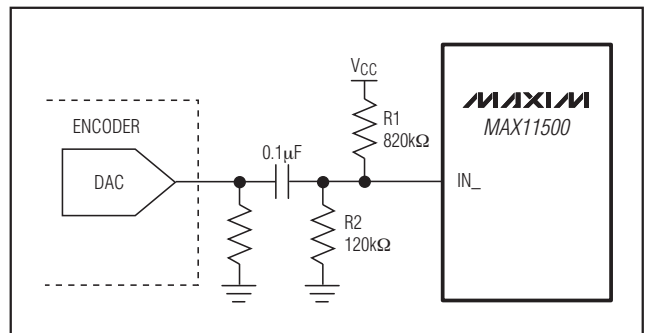 VCC
MAXIM
MAX11500
R1
820kΩ
ENCODER
DAC
0.1µF
IN_
R2
120kΩ